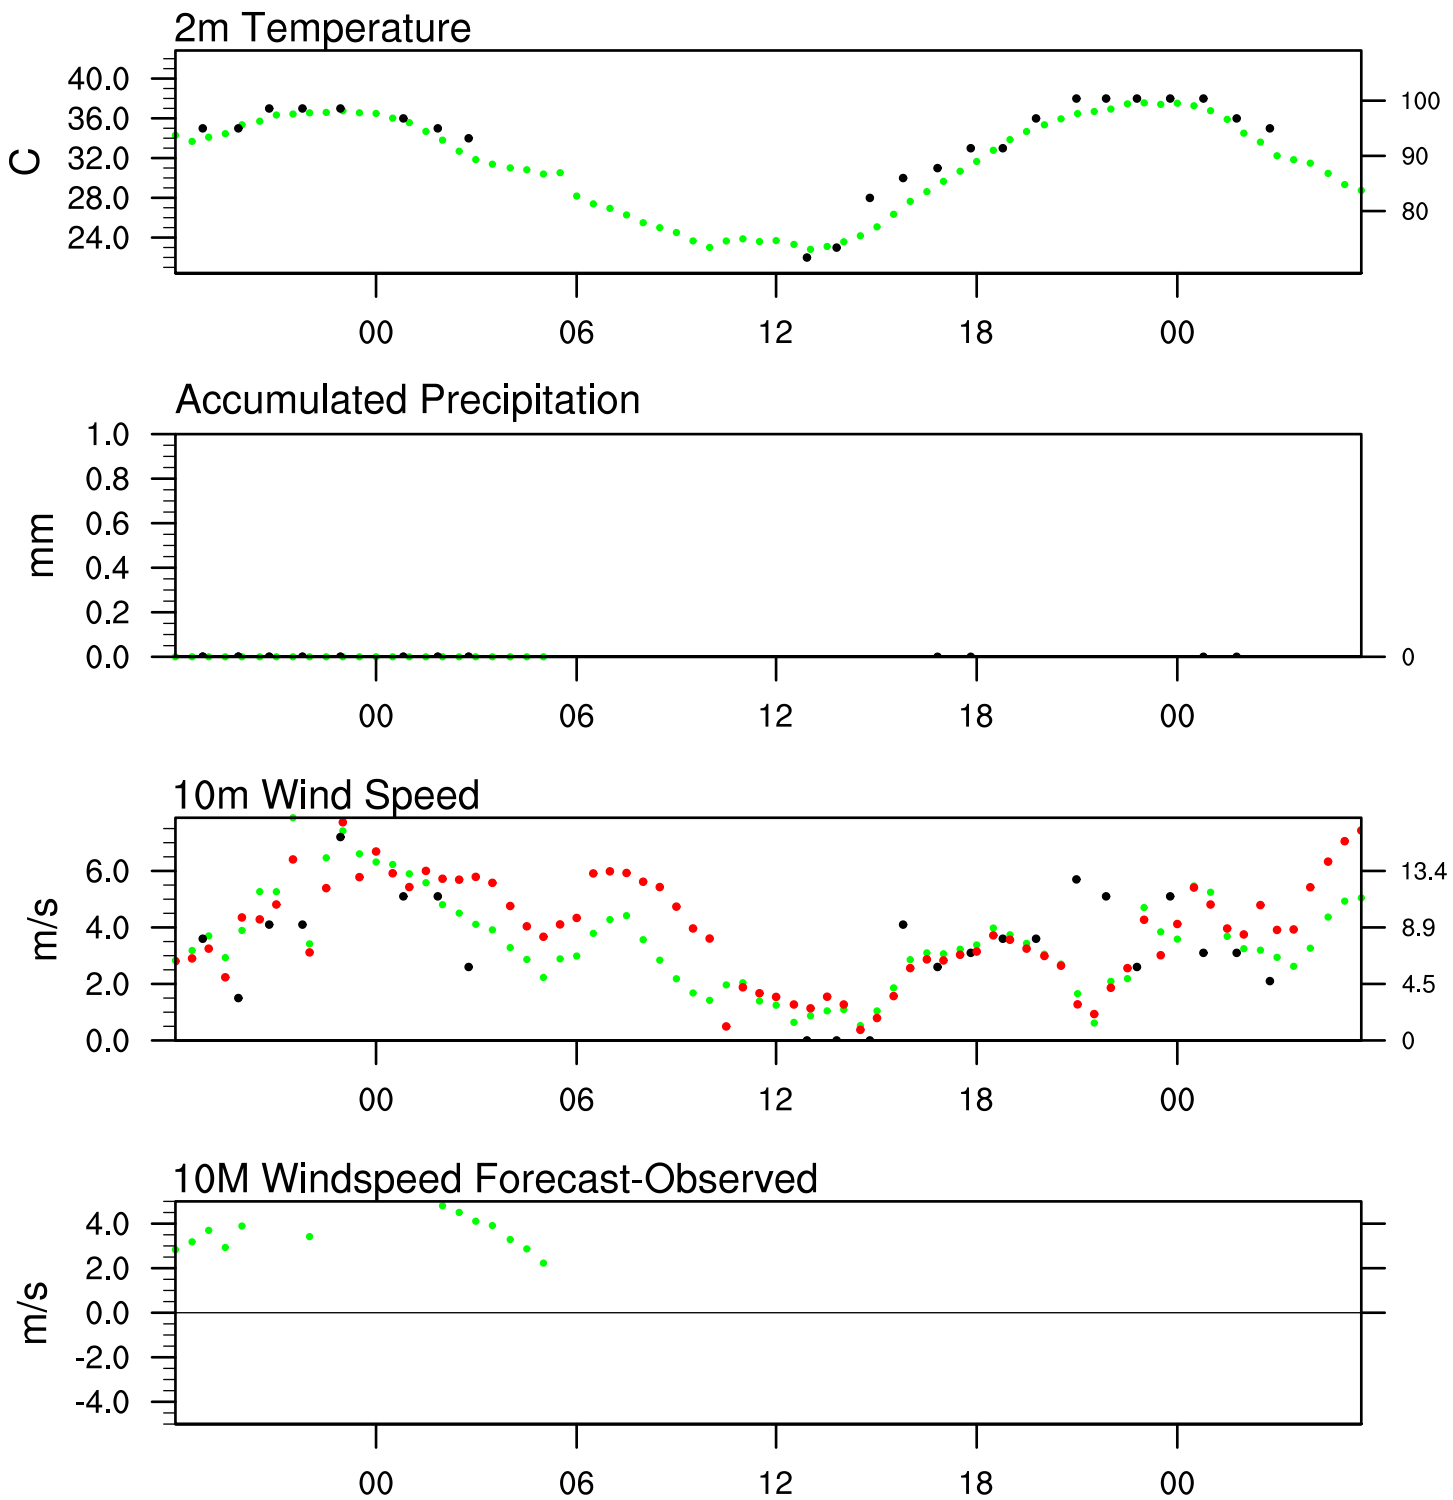 2m Temperature
40.0
36.0
32.0
28.0
24.0
C
100
90
80
00 06 12 18 00
Accumulated Precipitation
1.0
0.8
0.6
0.4
0.2
0.0
mm
0
00 06 12 18 00
10m Wind Speed
6.0
4.0
2.0
0.0
m/s
13.4
8.9
4.5
0
00 06 12 18 00
10M Windspeed Forecast-Observed
4.0
2.0
0.0
-2.0
-4.0
m/s
00 06 12 18 00